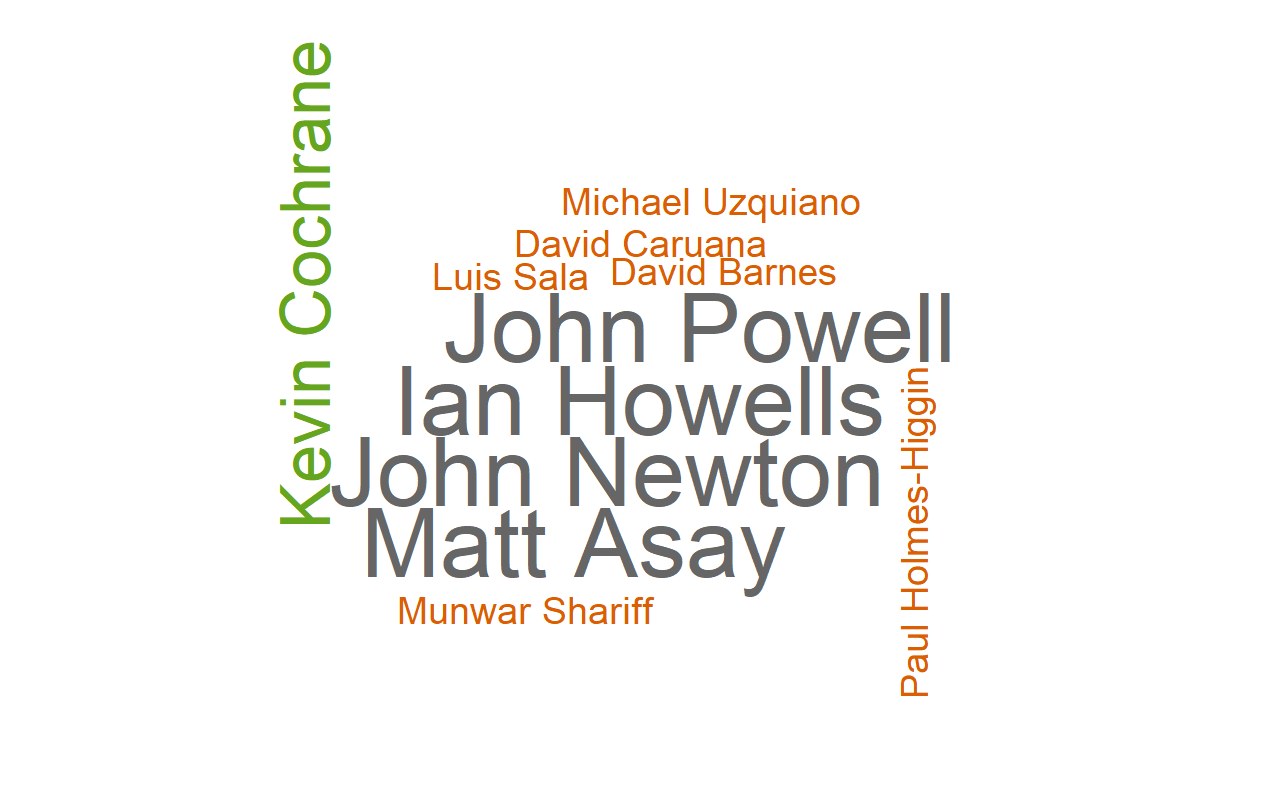 Kevin Cochrane
Michael Uzquiano
David Caruana
David Barnes
Luis Sala
John Powell
Ian Howells
John Newton
Matt Asay
Paul Holmes-Higgin
Munwar Shariff